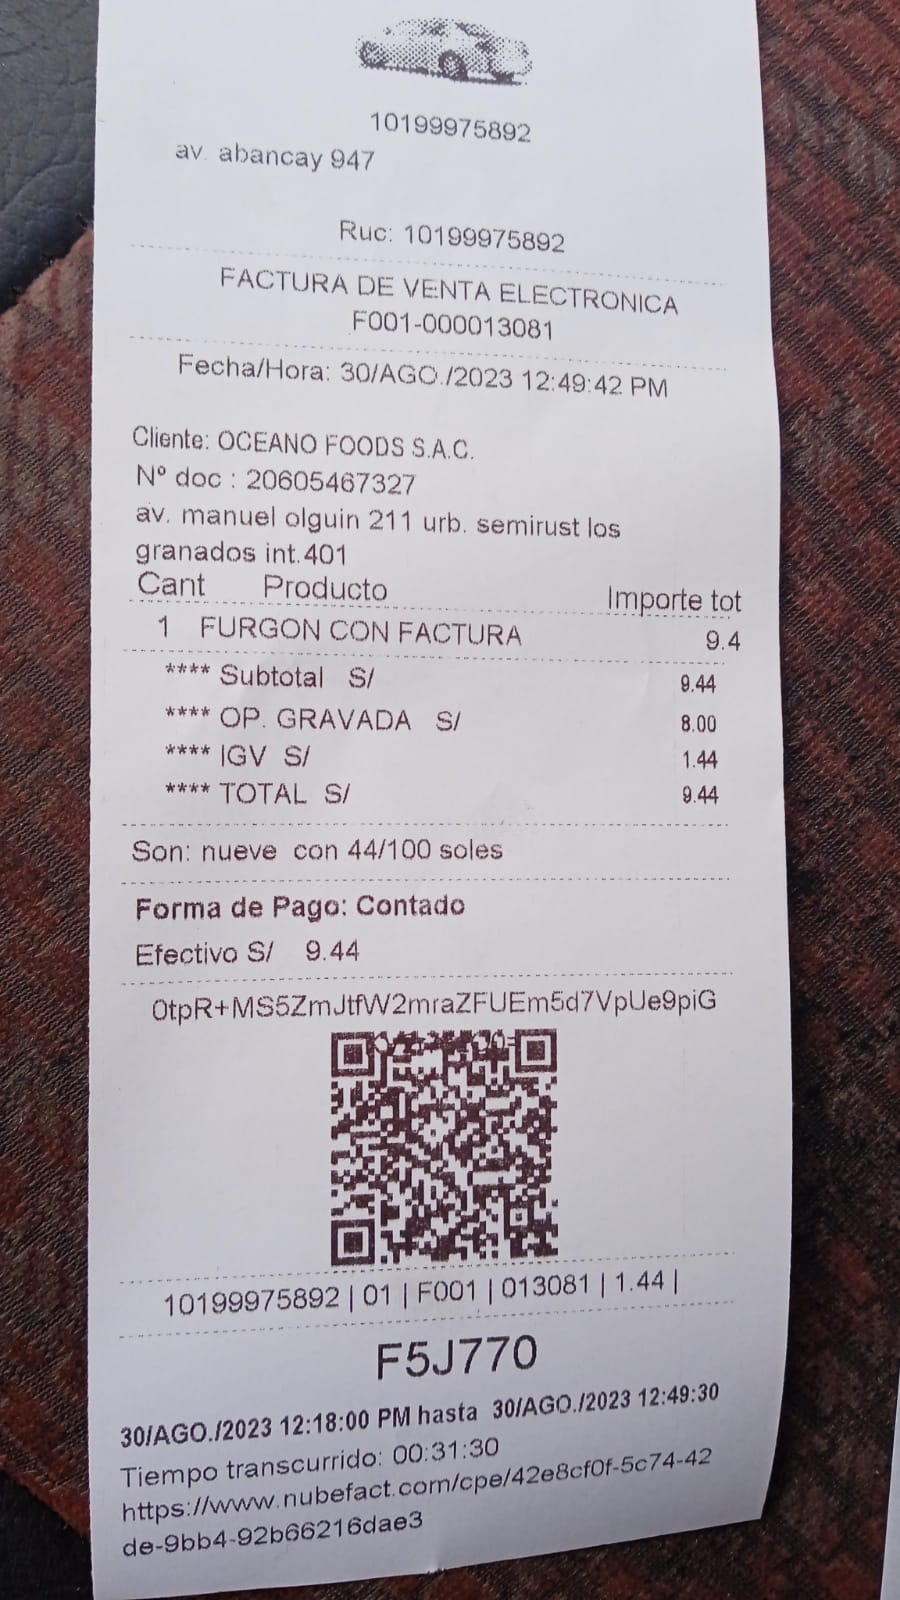 10199975892
av. abancay 947
Ruc: 10199975892
FACTURA DE VENTA ELECTRONICA
F001-000013081
Fecha/Hora: 30/AGO./2023 12:49:42 PM
Cliente: OCEANO FOODS S.A.C.
Nº doc : 20605467327
av. manuel olguin 211 urb. semirust los
granados int.401
Cant Producto Importe tot
1 FURGON CON FACTURA 9.4
**** Subtotal S/ 9.44
**** OP. GRAVADA S/ 8.00
**** IGV S/ 1.44
**** TOTAL S/ 9.44
Son: nueve con 44/100 soles
Forma de Pago: Contado
Efectivo S/ 9.44
0tpR+MS5ZmJtfW2mraZFUEm5d7VpUe9piG
10199975892 | 01 | F001 | 013081 | 1.44 |
F5J770
30/AGO./2023 12:18:00 PM hasta 30/AGO./2023 12:49:30
Tiempo transcurrido: 00:31:30
https://www.nubefact.com/cpe/42e8cf0f-5c74-42
de-9bb4-92b66216dae3